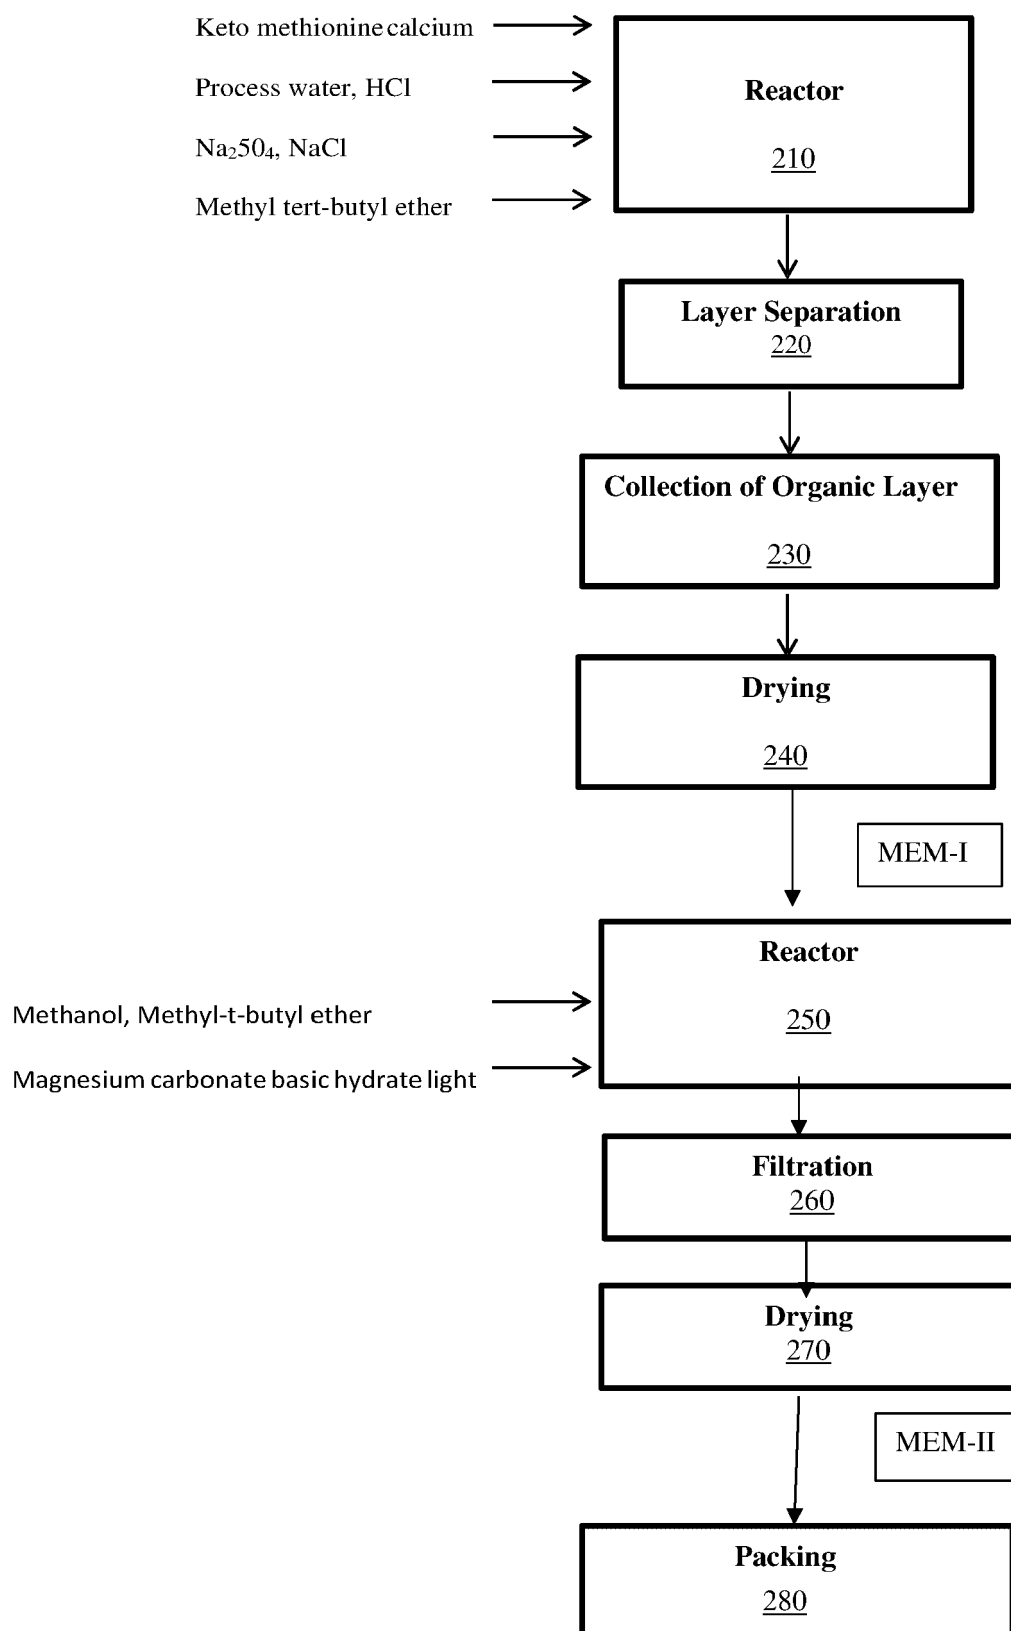 Keto methionine calcium
Process water, HCl
Na₂50₄, NaCl
Methyl tert-butyl ether
Reactor
210
Layer Separation
220
Collection of Organic Layer
230
Drying
240
MEM-I
Reactor
250
Methanol, Methyl-t-butyl ether
Magnesium carbonate basic hydrate light
Filtration
260
Drying
270
MEM-II
Packing
280